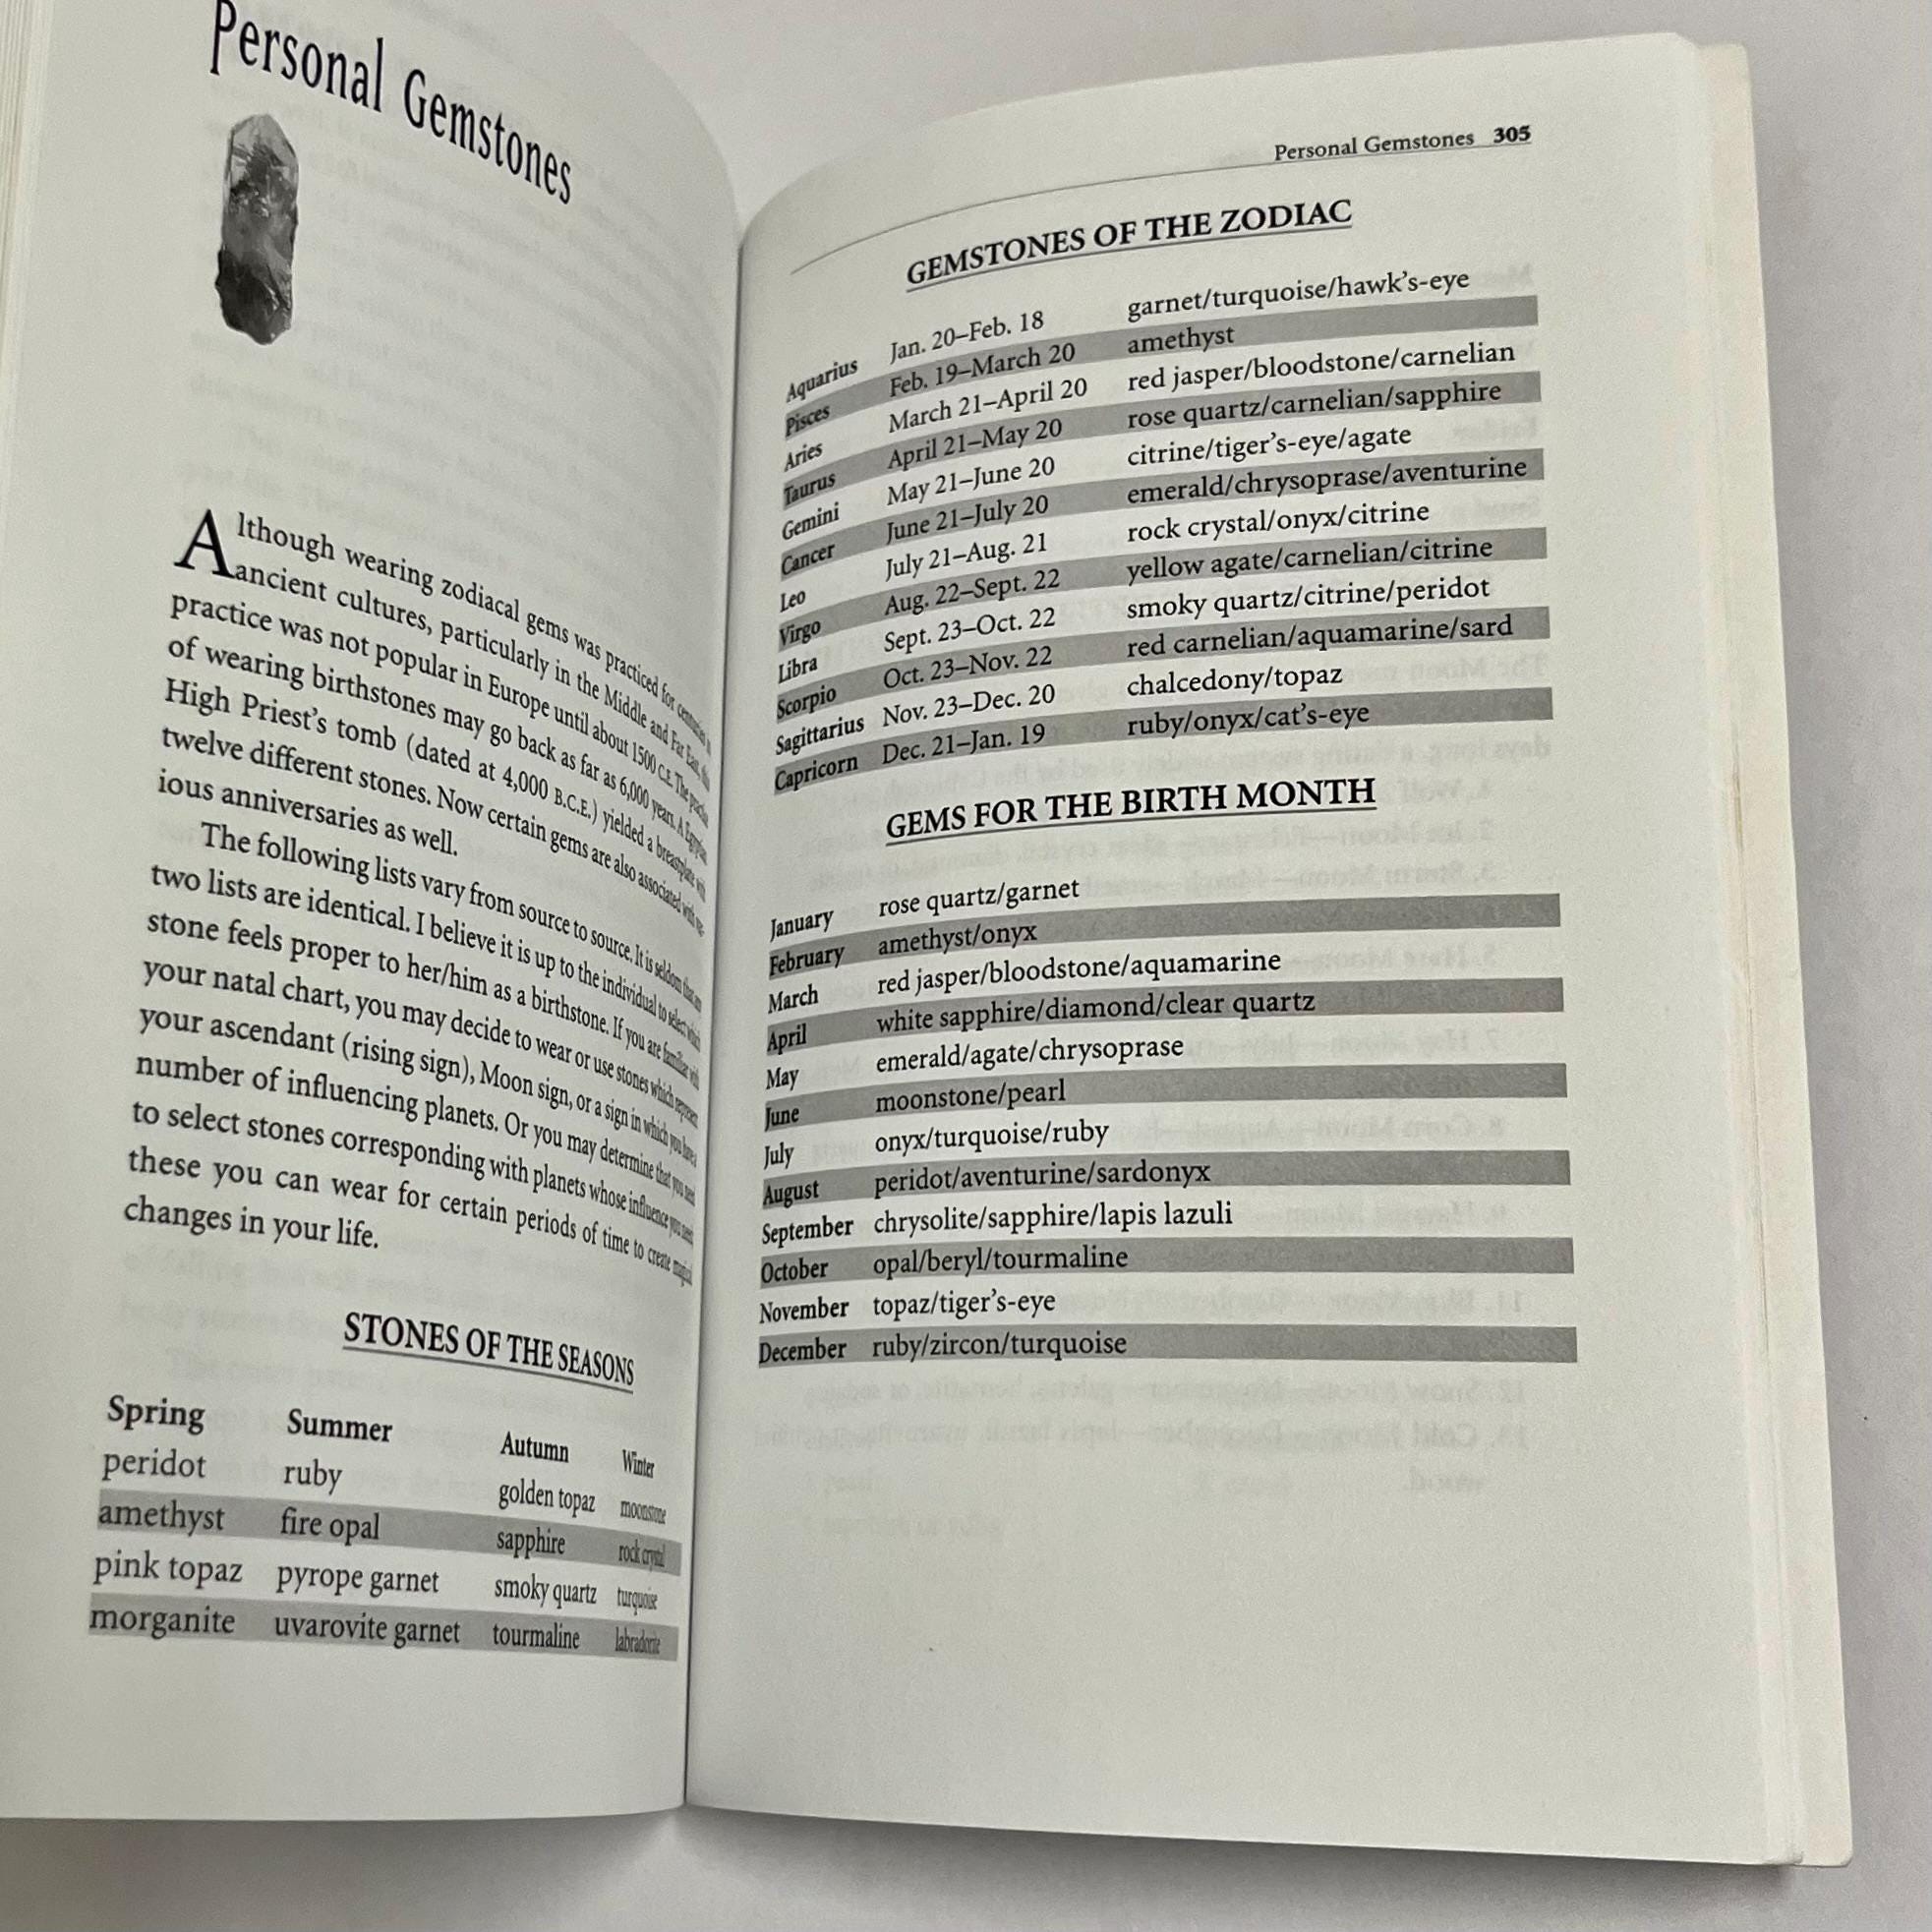 Personal Gemstones
Although wearing zodiacal gems was practiced for centuries in
ancient cultures, particularly in the Middle and Far East, this
practice was not popular in Europe until about 1500 C.E. The practice
of wearing birthstones may go back as far as 6,000 years. A Egyptian
High Priest's tomb (dated at 4,000 B.C.E.) yielded a breastplate with
twelve different stones. Now certain gems are also associated with var-
ious anniversaries as well.
The following lists vary from source to source. It is seldom that any
two lists are identical. I believe it is up to the individual to select which
stone feels proper to her/him as a birthstone. If you are familiar with
your natal chart, you may decide to wear or use stones which represent
your ascendant (rising sign), Moon sign, or a sign in which you have a
number of influencing planets. Or you may determine that you need
to select stones corresponding with planets whose influence you need;
these you can wear for certain periods of time to create magical
changes in your life.
STONES OF THE SEASONS
Spring Summer Autumn Winter
peridot ruby golden topaz moonstone
amethyst fire opal sapphire rock crystal
pink topaz pyrope garnet smoky quartz turquoise
morganite uvarovite garnet tourmaline labradorite
Personal Gemstones 305
GEMSTONES OF THE ZODIAC
Aquarius Jan. 20–Feb. 18 garnet/turquoise/hawk's-eye
Pisces Feb. 19–March 20 amethyst
Aries March 21–April 20 red jasper/bloodstone/carnelian
Taurus April 21–May 20 rose quartz/carnelian/sapphire
Gemini May 21–June 20 citrine/tiger's-eye/agate
Cancer June 21–July 20 emerald/chrysoprase/aventurine
Leo July 21–Aug. 21 rock crystal/onyx/citrine
Virgo Aug. 22–Sept. 22 yellow agate/carnelian/citrine
Libra Sept. 23–Oct. 22 smoky quartz/citrine/peridot
Scorpio Oct. 23–Nov. 22 red carnelian/aquamarine/sard
Sagittarius Nov. 23–Dec. 20 chalcedony/topaz
Capricorn Dec. 21–Jan. 19 ruby/onyx/cat's-eye
GEMS FOR THE BIRTH MONTH
January rose quartz/garnet
February amethyst/onyx
March red jasper/bloodstone/aquamarine
April white sapphire/diamond/clear quartz
May emerald/agate/chrysoprase
June moonstone/pearl
July onyx/turquoise/ruby
August peridot/aventurine/sardonyx
September chrysolite/sapphire/lapis lazuli
October opal/beryl/tourmaline
November topaz/tiger's-eye
December ruby/zircon/turquoise